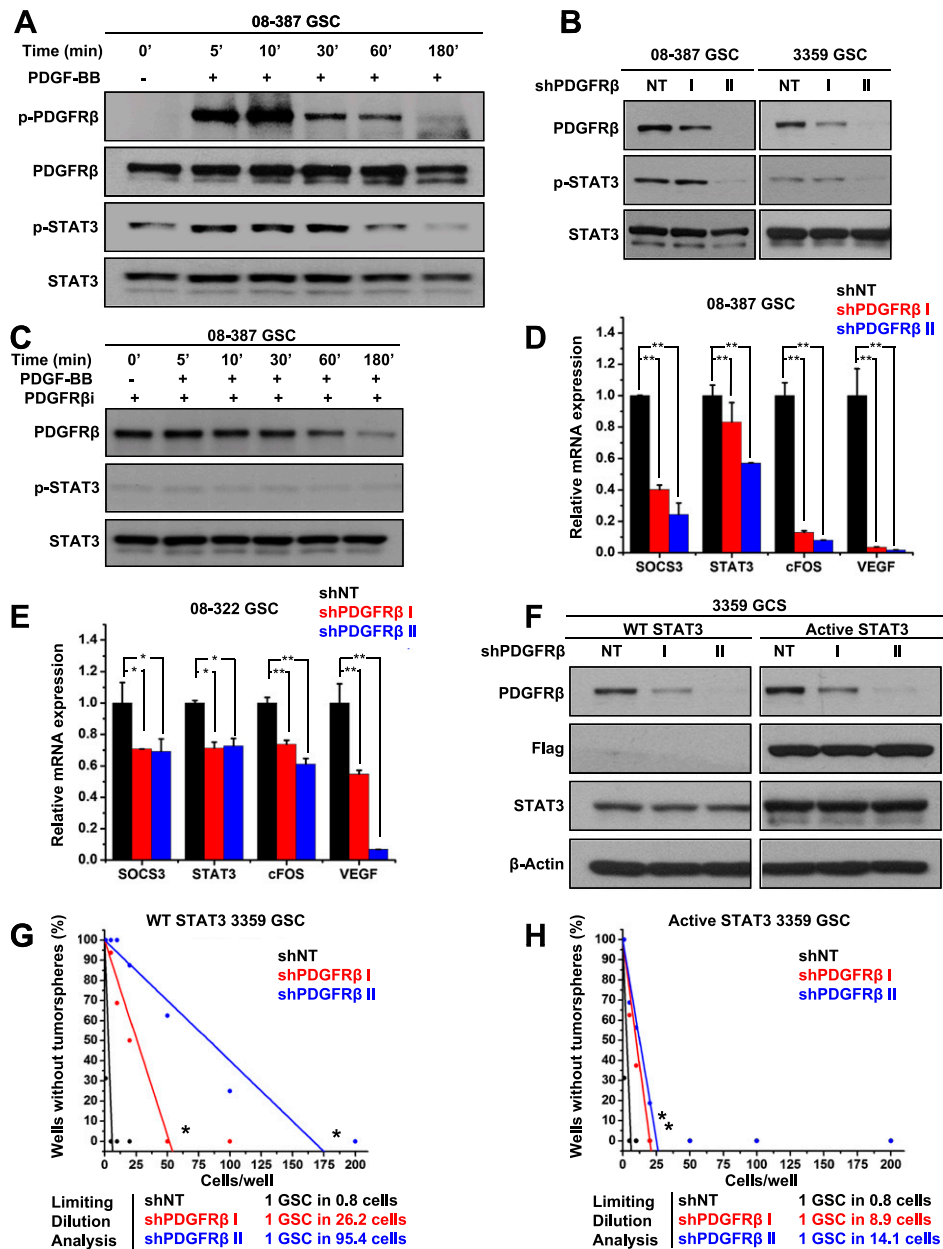 A
08-387 GSC
Time (min) 0' 5' 10' 30' 60' 180'
PDGF-BB - + + + + +
p-PDGFRβ
PDGFRβ
p-STAT3
STAT3
B
08-387 GSC 3359 GSC
shPDGFRβ NT I II NT I II
PDGFRβ
p-STAT3
STAT3
C
08-387 GSC
Time (min) 0' 5' 10' 30' 60' 180'
PDGF-BB - + + + + +
PDGFRβi + + + + + +
PDGFRβ
p-STAT3
STAT3
D
08-387 GSC
shNT
shPDGFRβ I
shPDGFRβ II
Relative mRNA expression
1.4
1.2
1.0
0.8
0.6
0.4
0.2
0.0
** ** ** **
** ** ** **
SOCS3 STAT3 cFOS VEGF
E
08-322 GSC
shNT
shPDGFRβ I
shPDGFRβ II
Relative mRNA expression
1.4
1.2
1.0
0.8
0.6
0.4
0.2
0.0
* * ** **
* * ** **
SOCS3 STAT3 cFOS VEGF
F
3359 GCS
WT STAT3 Active STAT3
shPDGFRβ NT I II NT I II
PDGFRβ
Flag
STAT3
β-Actin
G
WT STAT3 3359 GSC
shNT
shPDGFRβ I
shPDGFRβ II
Wells without tumorspheres (%)
100
90
80
70
60
50
40
30
20
10
0
* *
0 25 50 75 100 125 150 175 200
Cells/well
Limiting shNT 1 GSC in 0.8 cells
Dilution shPDGFRβ I 1 GSC in 26.2 cells
Analysis shPDGFRβ II 1 GSC in 95.4 cells
H
Active STAT3 3359 GSC
shNT
shPDGFRβ I
shPDGFRβ II
Wells without tumorspheres (%)
100
90
80
70
60
50
40
30
20
10
0
* *
0 25 50 75 100 125 150 175 200
Cells/well
Limiting shNT 1 GSC in 0.8 cells
Dilution shPDGFRβ I 1 GSC in 8.9 cells
Analysis shPDGFRβ II 1 GSC in 14.1 cells